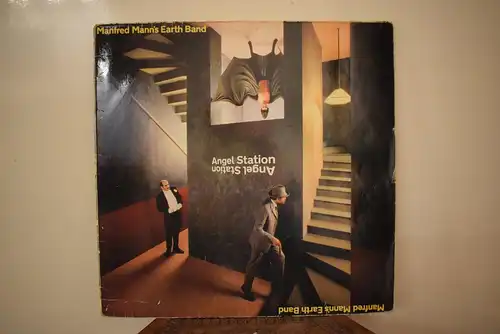 Manfred Mann's Earth Band
Angel Station
Angel Station
Manfred Mann's Earth Band